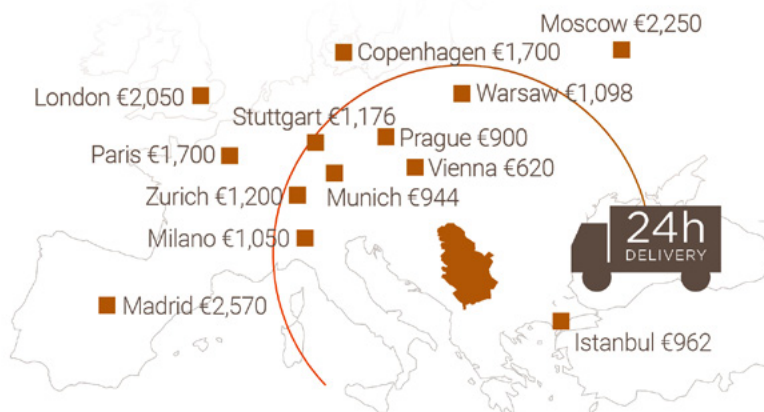 Moscow €2,250
Copenhagen €1,700
London €2,050
Warsaw €1,098
Stuttgart €1,176
Prague €900
Paris €1,700
Vienna €620
Zurich €1,200
Munich €944
Milano €1,050
24h
DELIVERY
Madrid €2,570
Istanbul €962